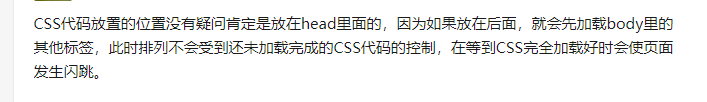 CSS代码放置的位置没有疑问肯定是放在head里面的，因为如果放在后面，就会先加载body里的
其他标签，此时排列不会受到还未加载完成的CSS代码的控制，在等到CSS完全加载好时会使页面
发生闪跳。